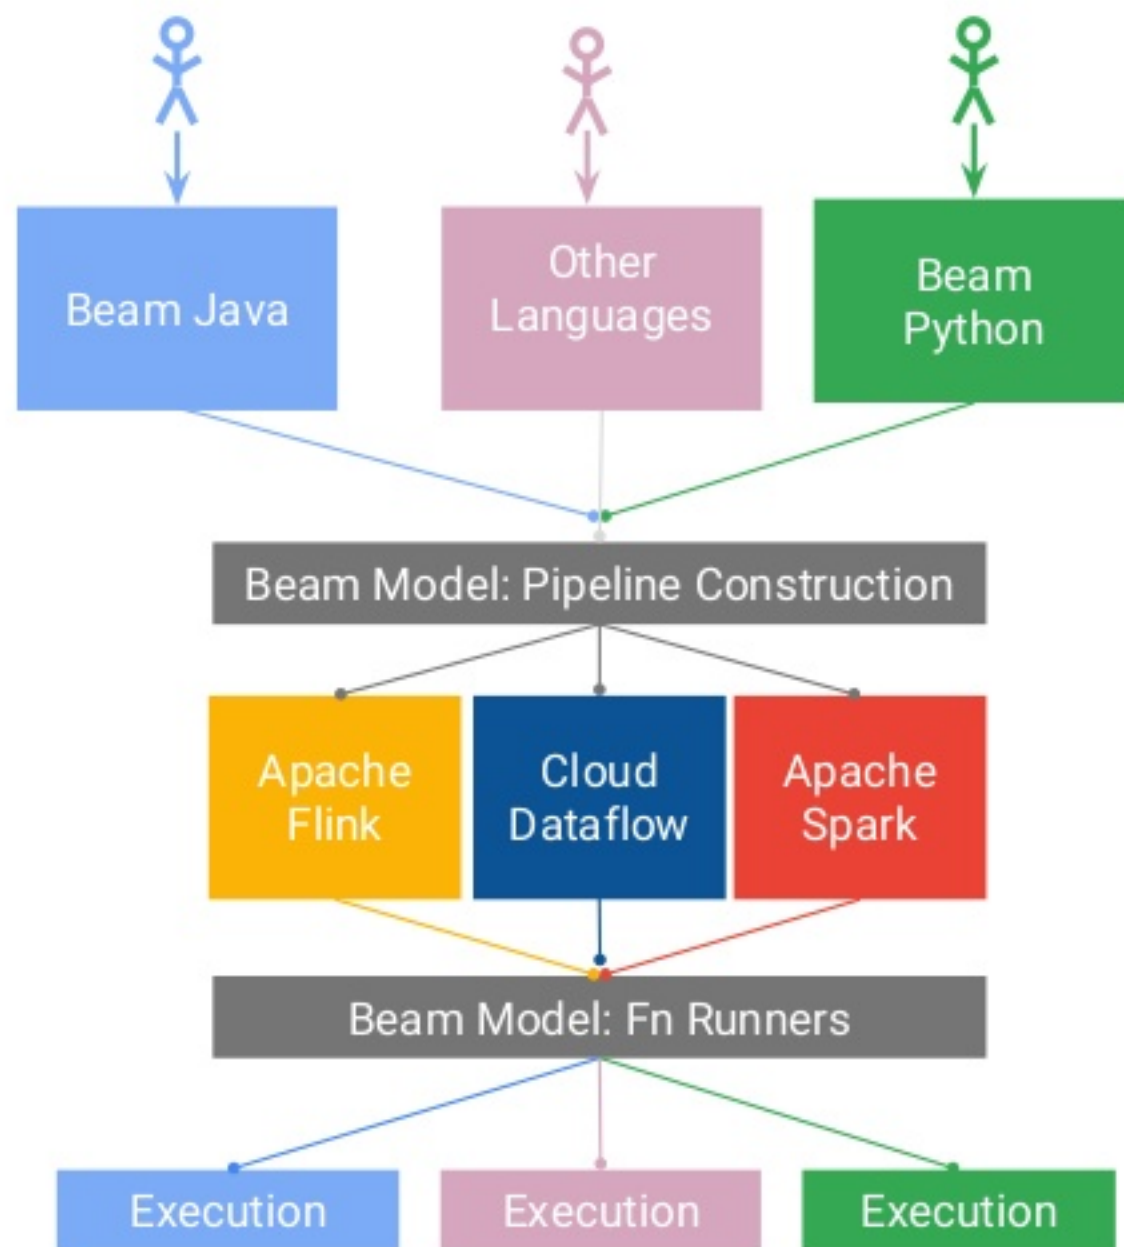 Beam Java
Other
Languages
Beam
Python
Beam Model: Pipeline Construction
Apache
Flink
Cloud
Dataflow
Apache
Spark
Beam Model: Fn Runners
Execution
Execution
Execution